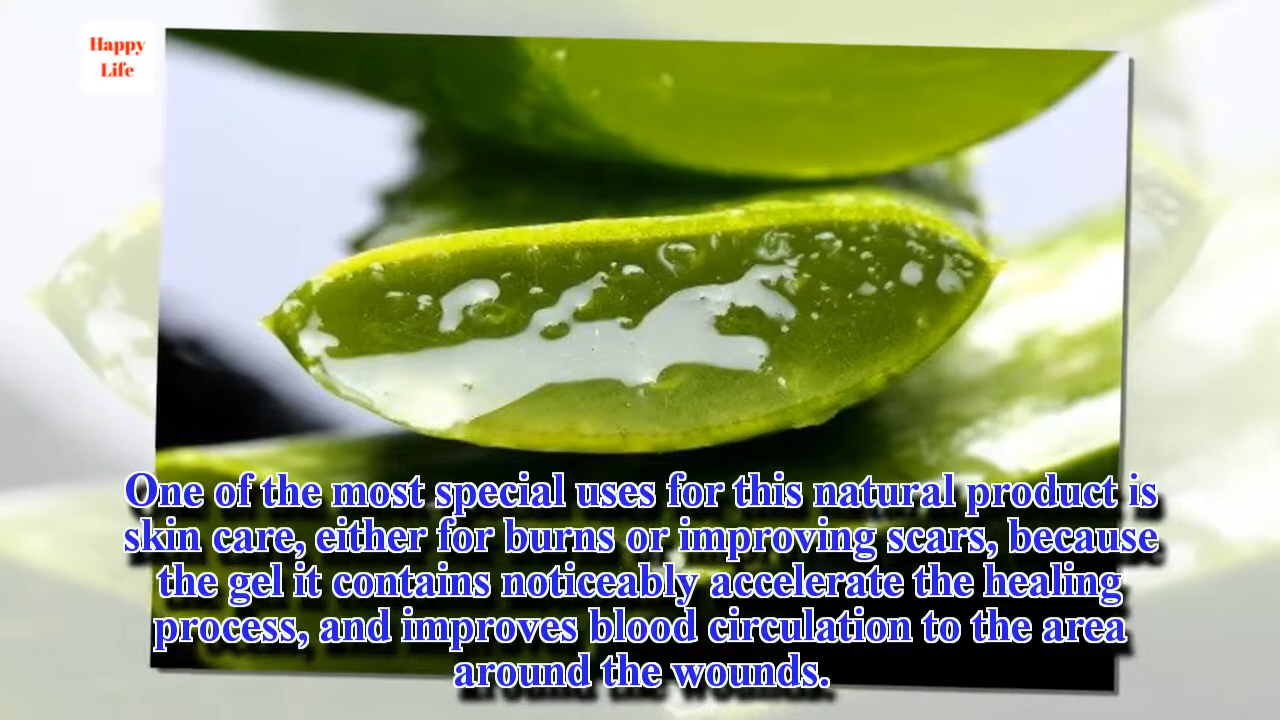 Happy
Life
One of the most special uses for this natural product is
skin care, either for burns or improving scars, because
the gel it contains noticeably accelerate the healing
process, and improves blood circulation to the area
around the wounds.